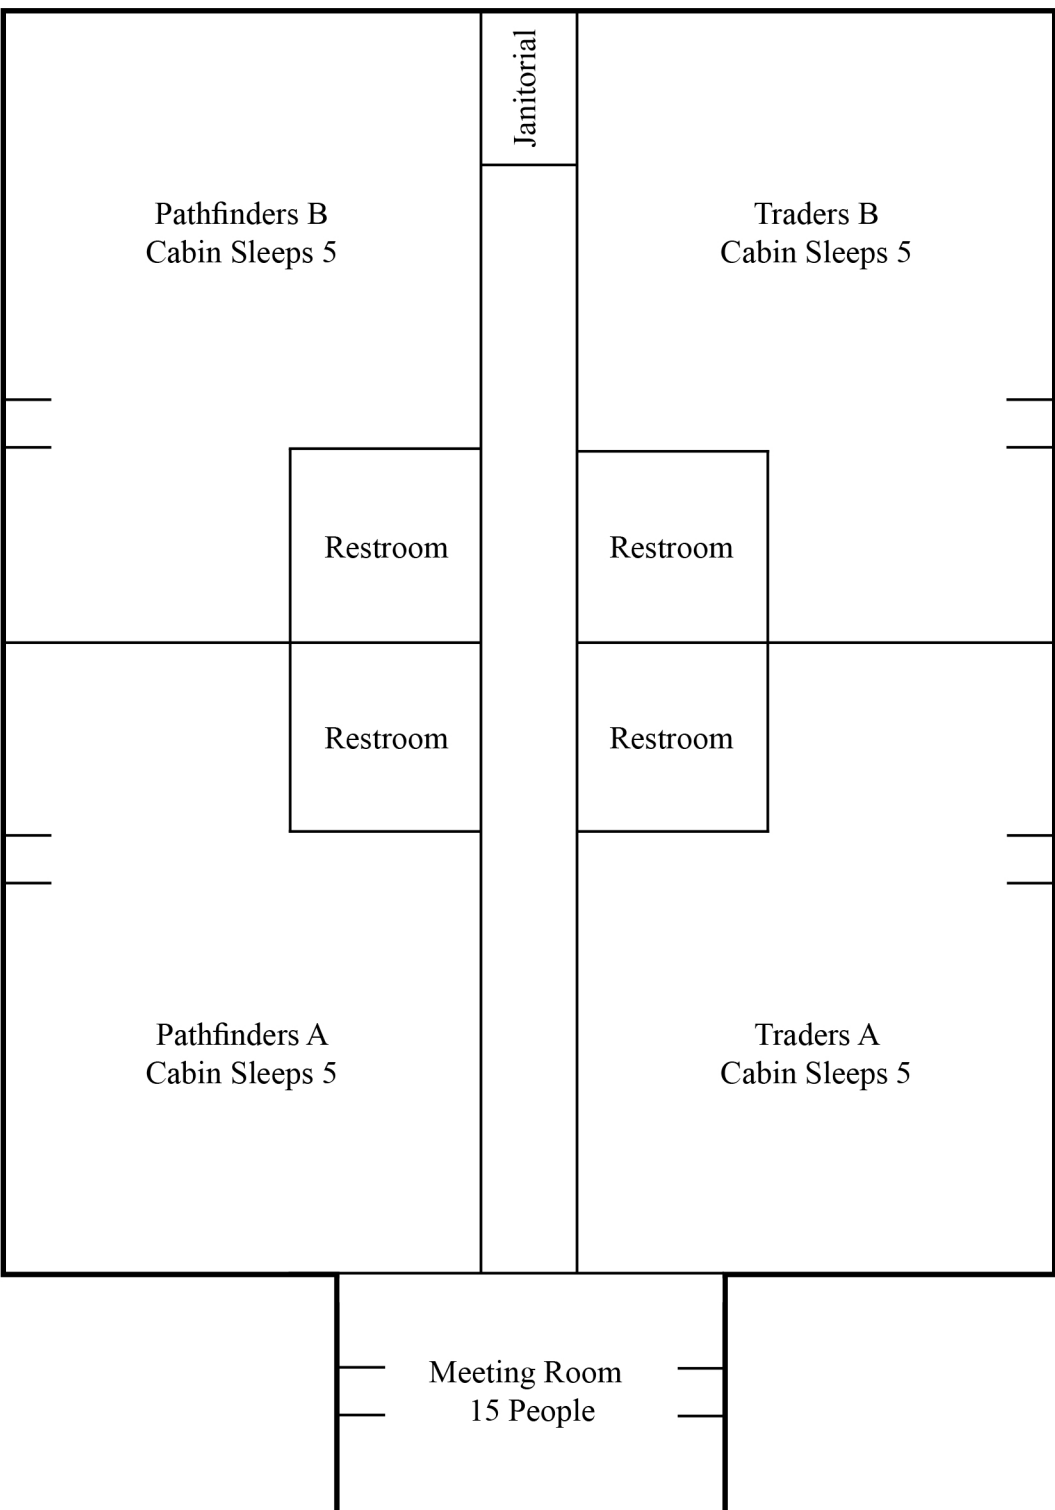 Janitorial
Pathfinders B
Cabin Sleeps 5
Traders B
Cabin Sleeps 5
Restroom
Restroom
Restroom
Restroom
Pathfinders A
Cabin Sleeps 5
Traders A
Cabin Sleeps 5
Meeting Room
15 People